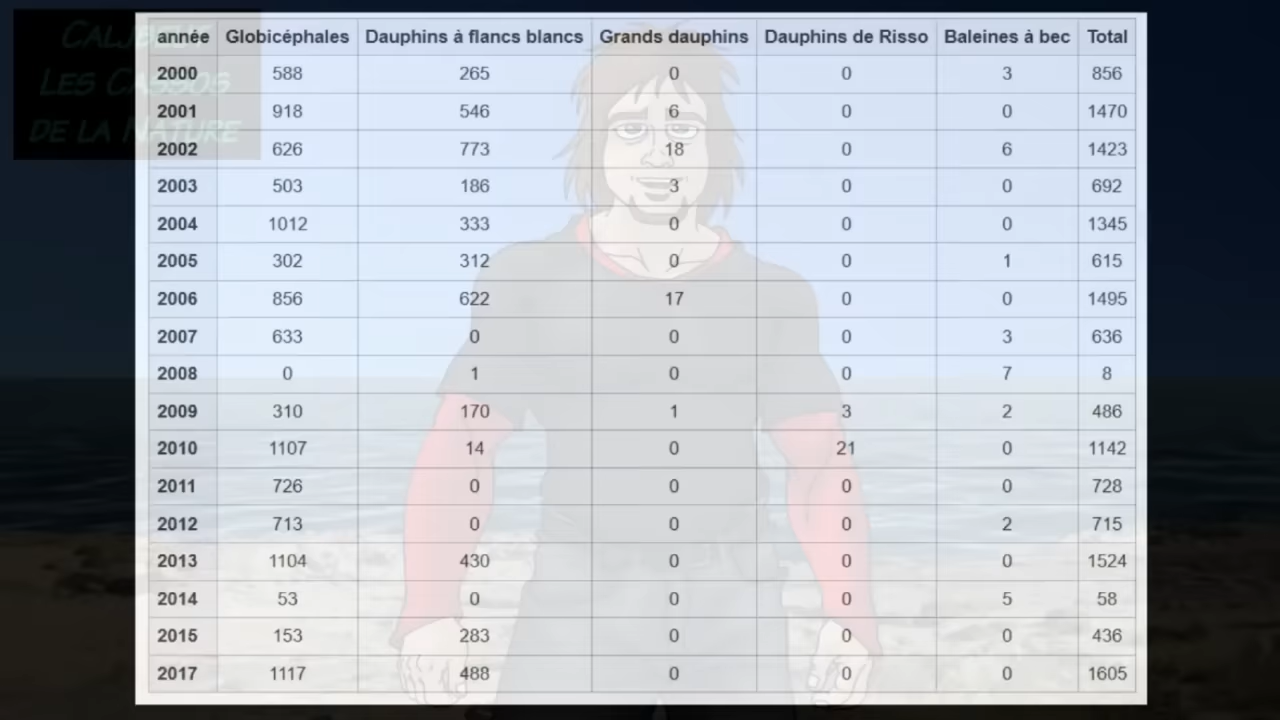 CALJBEUT
LES CASSOS
DE LA NATURE
année Globicéphales Dauphins à flancs blancs Grands dauphins Dauphins de Risso Baleines à bec Total
2000 588 265 0 0 3 856
2001 918 546 6 0 0 1470
2002 626 773 18 0 6 1423
2003 503 186 3 0 0 692
2004 1012 333 0 0 0 1345
2005 302 312 0 0 1 615
2006 856 622 17 0 0 1495
2007 633 0 0 0 3 636
2008 0 1 0 0 7 8
2009 310 170 1 3 2 486
2010 1107 14 0 21 0 1142
2011 726 0 0 0 0 728
2012 713 0 0 0 2 715
2013 1104 430 0 0 0 1524
2014 53 0 0 0 5 58
2015 153 283 0 0 0 436
2017 1117 488 0 0 0 1605